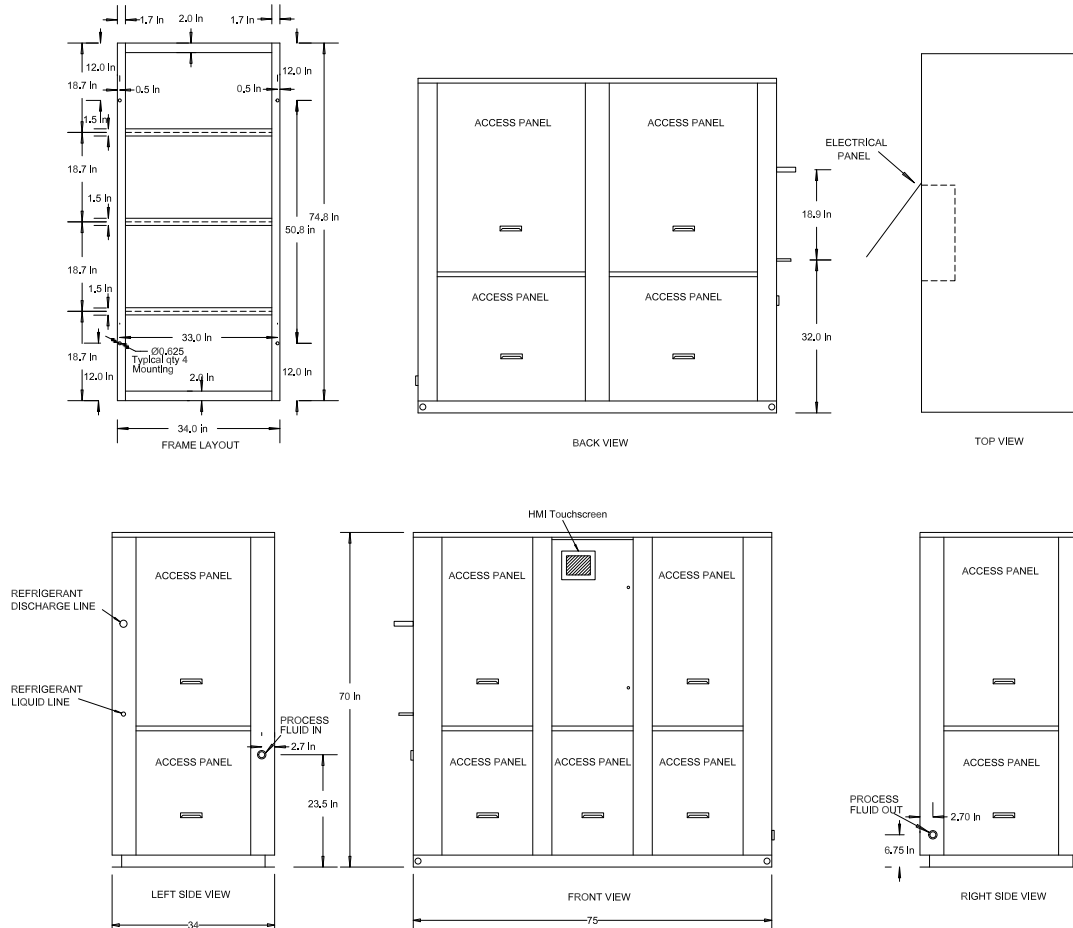 1.7 in
2.0 in
1.7 in
12.0 in
12.0 in
18.7 in
0.5 in
0.5 in
1.5 in
18.7 in
1.5 in
74.8 in
50.8 in
18.7 in
1.5 in
33.0 in
Ø0.625
Typical qty 4
Mounting
18.7 in
12.0 in
2.0 in
12.0 in
34.0 in
FRAME LAYOUT
ACCESS PANEL
ACCESS PANEL
ACCESS PANEL
ACCESS PANEL
18.9 in
32.0 in
BACK VIEW
ELECTRICAL
PANEL
TOP VIEW
REFRIGERANT
DISCHARGE LINE
REFRIGERANT
LIQUID LINE
ACCESS PANEL
ACCESS PANEL
PROCESS
FLUID IN
2.7 in
23.5 in
LEFT SIDE VIEW
34
HMI Touchscreen
70 in
ACCESS PANEL
ACCESS PANEL
ACCESS PANEL
ACCESS PANEL
ACCESS PANEL
FRONT VIEW
75
ACCESS PANEL
ACCESS PANEL
PROCESS
FLUID OUT
2.70 in
6.75 in
RIGHT SIDE VIEW